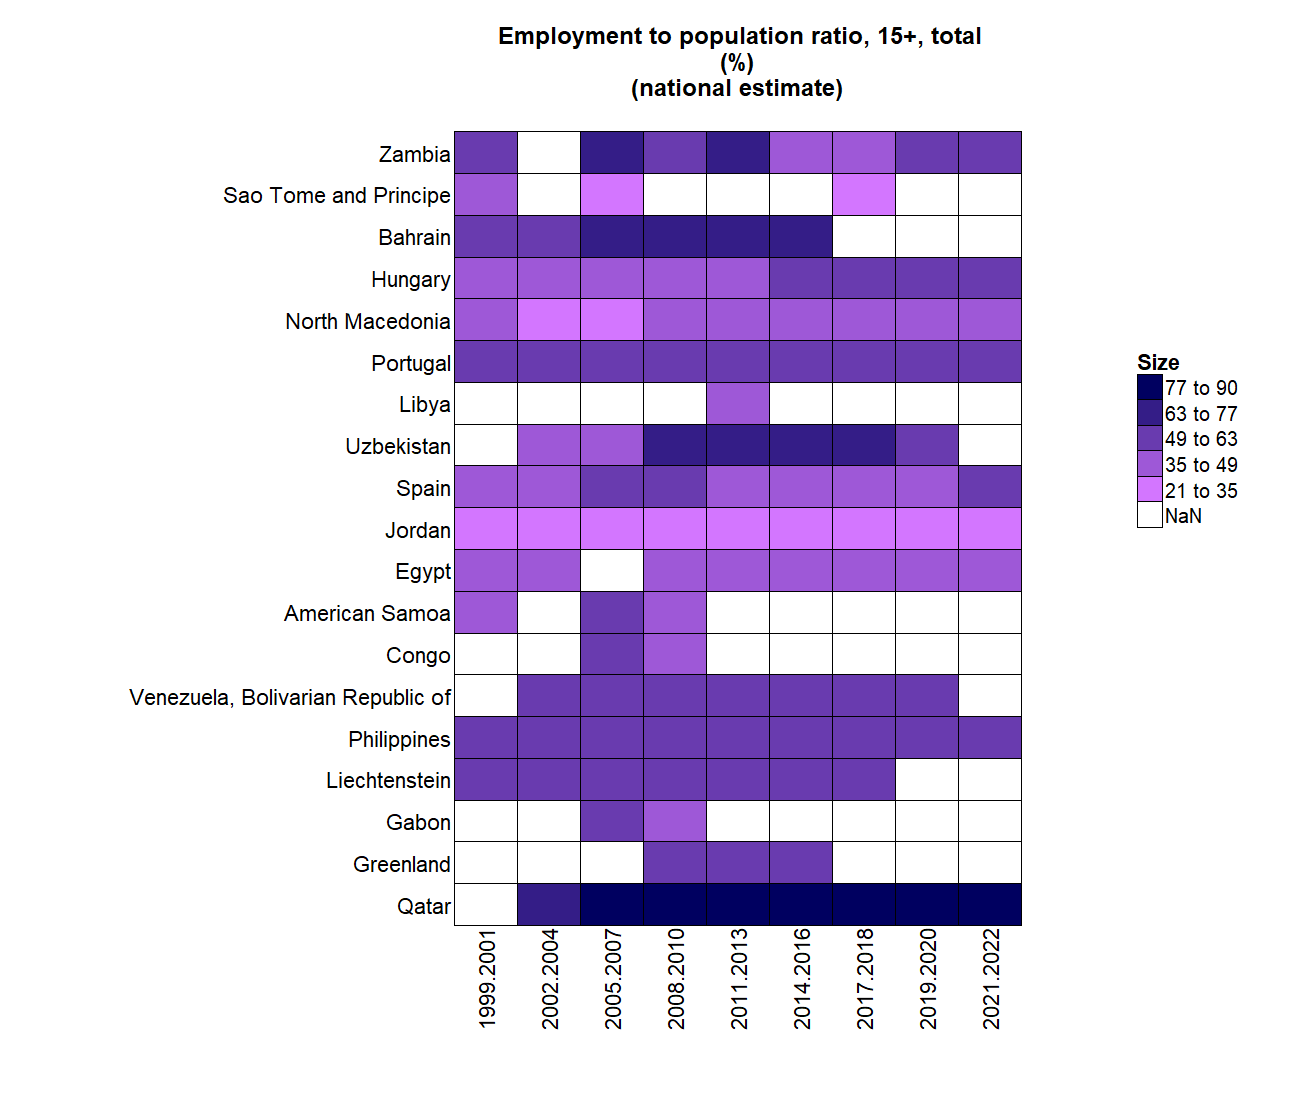 Employment to population ratio, 15+, total
(%)
(national estimate)
Zambia
Sao Tome and Principe
Bahrain
Hungary
North Macedonia
Portugal
Libya
Uzbekistan
Spain
Jordan
Egypt
American Samoa
Congo
Venezuela, Bolivarian Republic of
Philippines
Liechtenstein
Gabon
Greenland
Qatar
1999.2001
2002.2004
2005.2007
2008.2010
2011.2013
2014.2016
2017.2018
2019.2020
2021.2022
Size
77 to 90
63 to 77
49 to 63
35 to 49
21 to 35
NaN